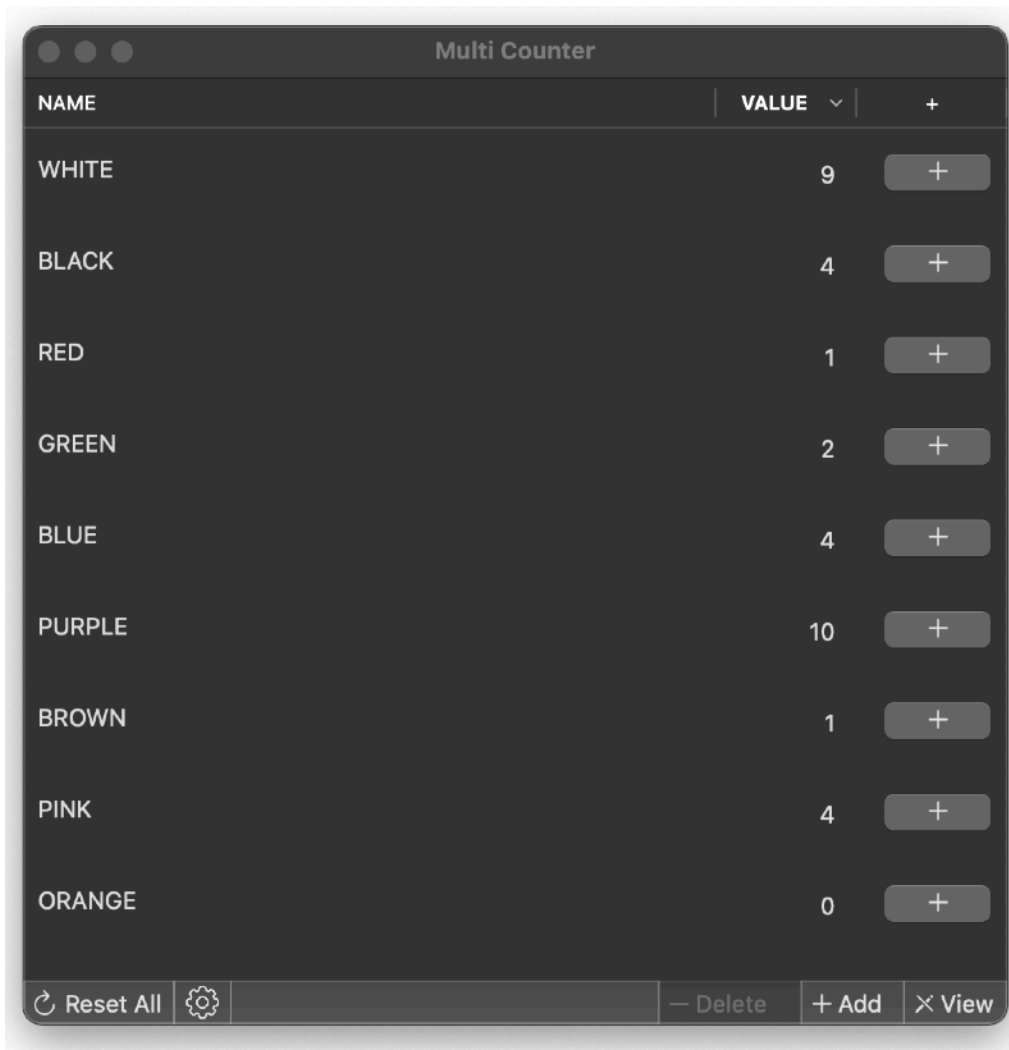 Multi Counter
NAME VALUE +
WHITE 9 +
BLACK 4 +
RED 1 +
GREEN 2 +
BLUE 4 +
PURPLE 10 +
BROWN 1 +
PINK 4 +
ORANGE 0 +
Reset All — Delete + Add View